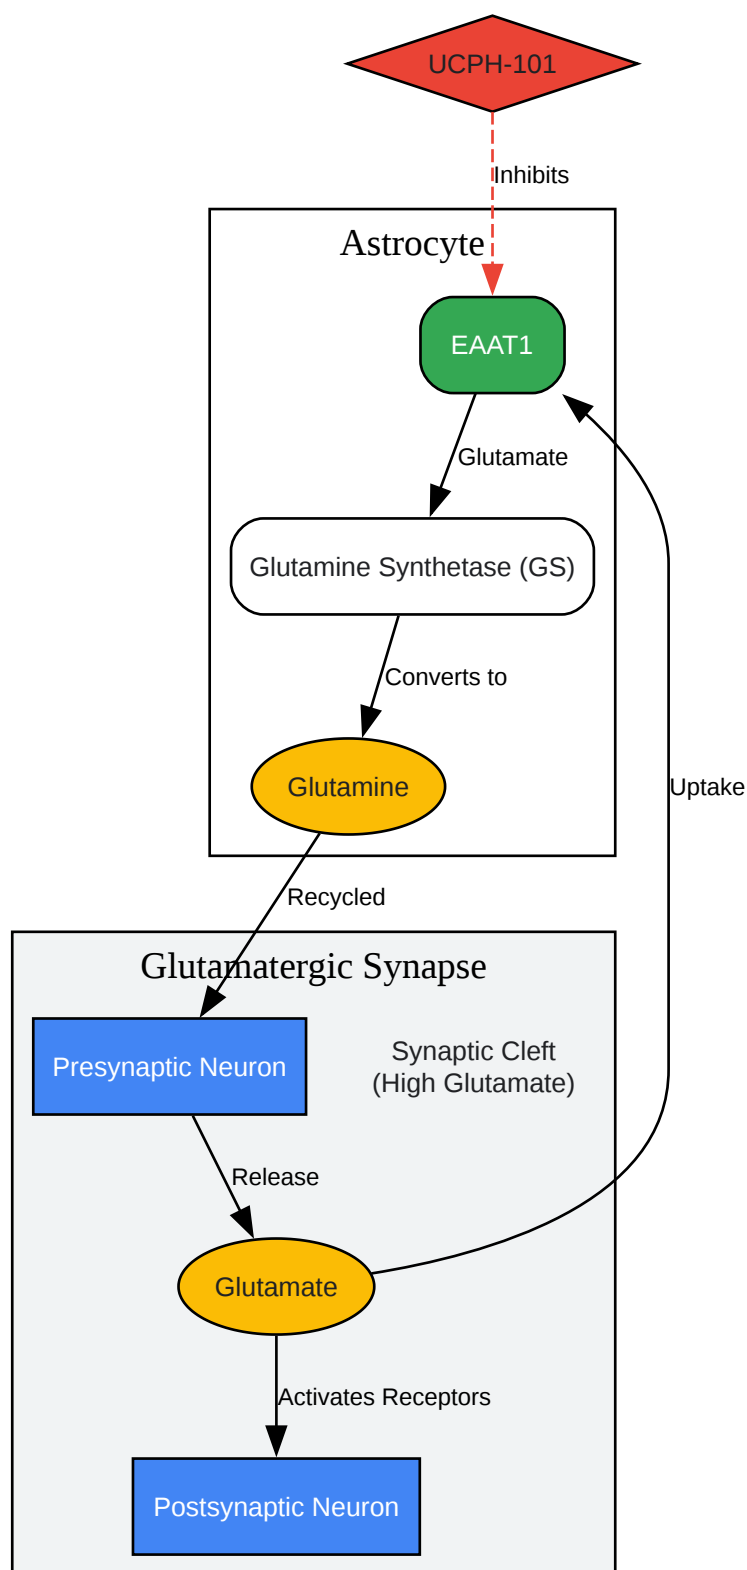 UCPH-101
Inhibits
Astrocyte
EAAT1
Glutamate
Glutamine Synthetase (GS)
Converts to
Glutamine
Uptake
Recycled
Glutamatergic Synapse
Presynaptic Neuron
Synaptic Cleft
(High Glutamate)
Release
Glutamate
Activates Receptors
Postsynaptic Neuron